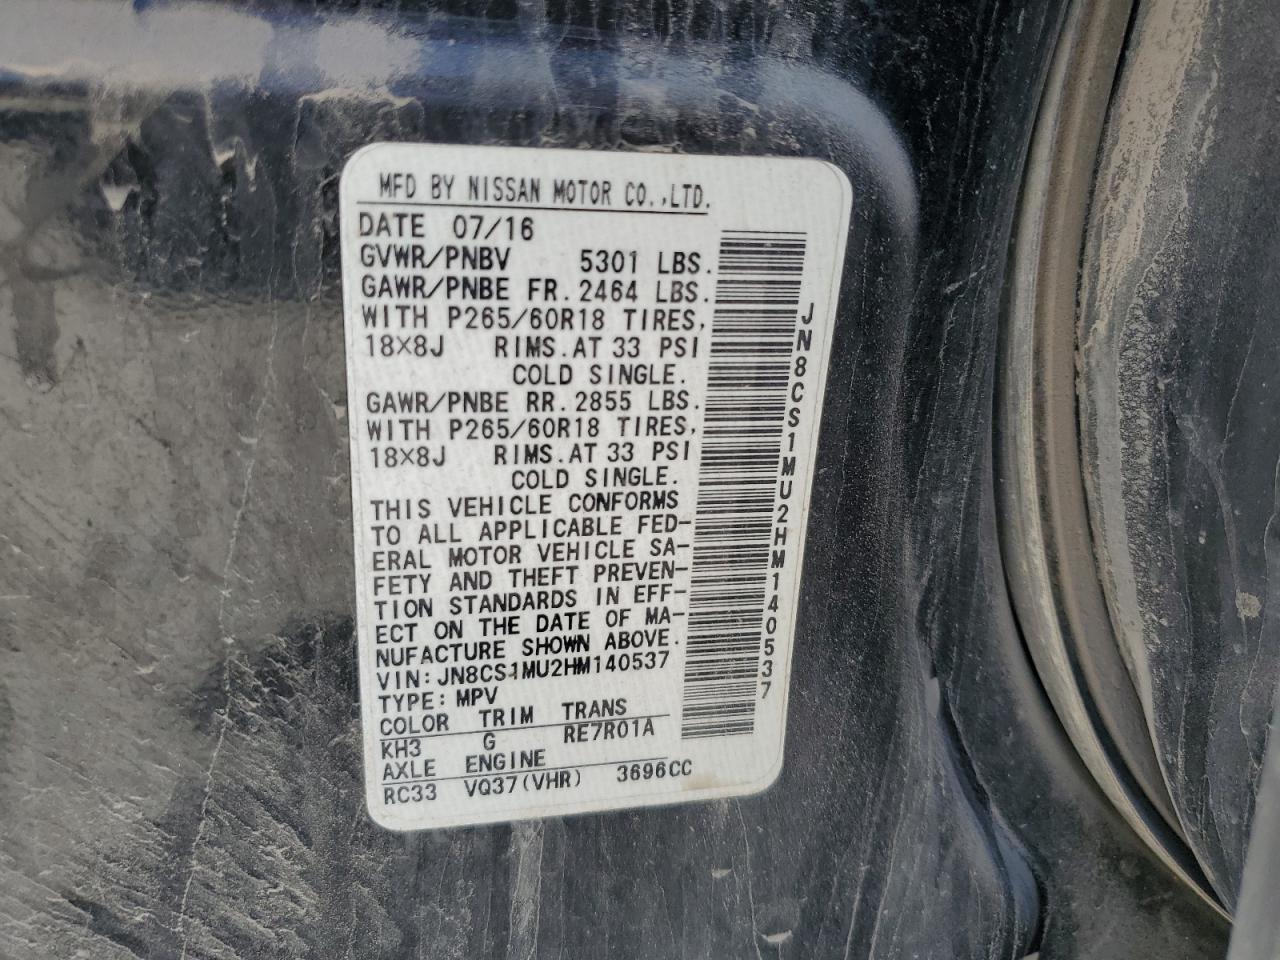 MFD BY NISSAN MOTOR CO.,LTD.
DATE 07/16
GVWR/PNBV 5301 LBS.
GAWR/PNBE FR. 2464 LBS.
WITH P265/60R18 TIRES,
18X8J RIMS. AT 33 PSI
COLD SINGLE.
GAWR/PNBE RR. 2855 LBS.
WITH P265/60R18 TIRES,
18X8J RIMS. AT 33 PSI
COLD SINGLE.
THIS VEHICLE CONFORMS
TO ALL APPLICABLE FED-
ERAL MOTOR VEHICLE SA-
FETY AND THEFT PREVEN-
TION STANDARDS IN EFF-
ECT ON THE DATE OF MA-
NUFACTURE SHOWN ABOVE.
VIN: JN8CS1MU2HM140537
TYPE: MPV
COLOR TRIM TRANS
KH3 G RE7R01A
AXLE ENGINE
RC33 VQ37(VHR) 3696CC
JN8CS1MU2HM140537